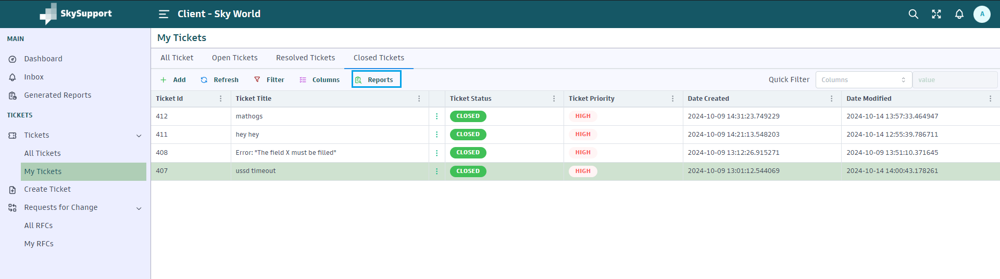 SkySupport
Client - Sky World
A
MAIN
Dashboard
Inbox
Generated Reports
TICKETS
Tickets
All Tickets
My Tickets
Create Ticket
Requests for Change
All RFCs
My RFCs
My Tickets
All Ticket Open Tickets Resolved Tickets Closed Tickets
Add Refresh Filter Columns Reports Quick Filter Columns value
Ticket Id Ticket Title Ticket Status Ticket Priority Date Created Date Modified
412 mathogs CLOSED HIGH 2024-10-09 14:31:23.749229 2024-10-14 13:57:33.464947
411 hey hey CLOSED HIGH 2024-10-09 14:21:13.548203 2024-10-14 12:55:39.786711
408 Error: "The field X must be filled" CLOSED HIGH 2024-10-09 13:12:26.915271 2024-10-09 13:51:10.371645
407 ussd timeout CLOSED HIGH 2024-10-09 13:01:12.544069 2024-10-14 14:00:43.178261